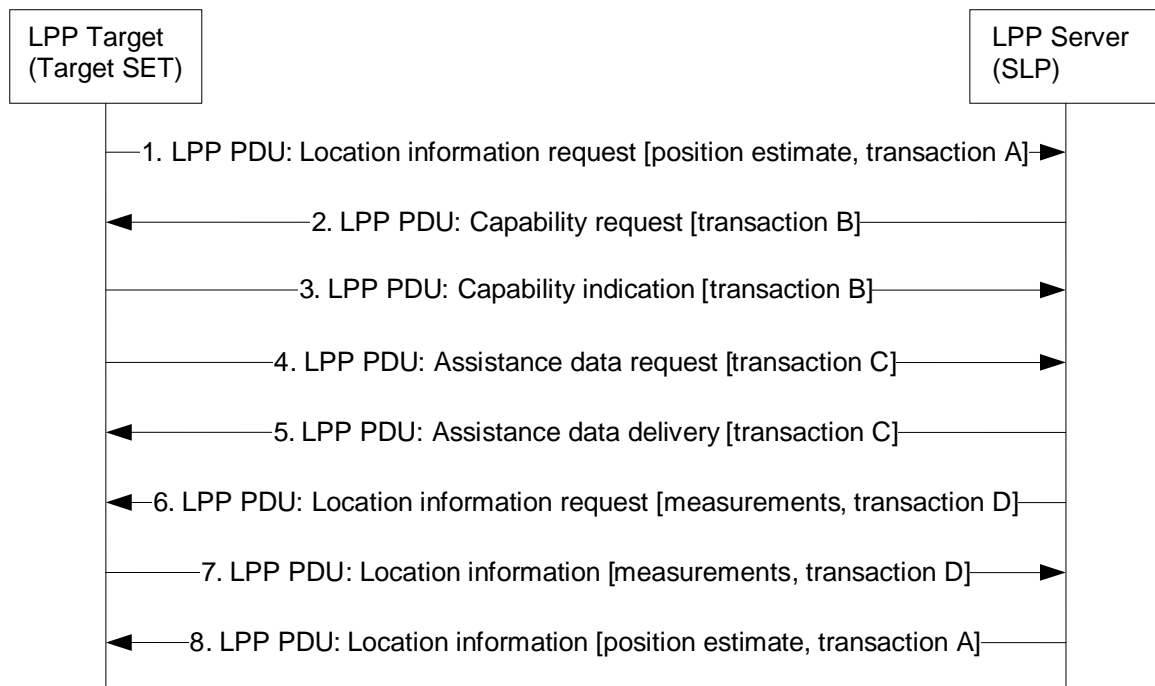 LPP Target
(Target SET)
LPP Server
(SLP)
1. LPP PDU: Location information request [position estimate, transaction A]
2. LPP PDU: Capability request [transaction B]
3. LPP PDU: Capability indication [transaction B]
4. LPP PDU: Assistance data request [transaction C]
5. LPP PDU: Assistance data delivery [transaction C]
6. LPP PDU: Location information request [measurements, transaction D]
7. LPP PDU: Location information [measurements, transaction D]
8. LPP PDU: Location information [position estimate, transaction A]